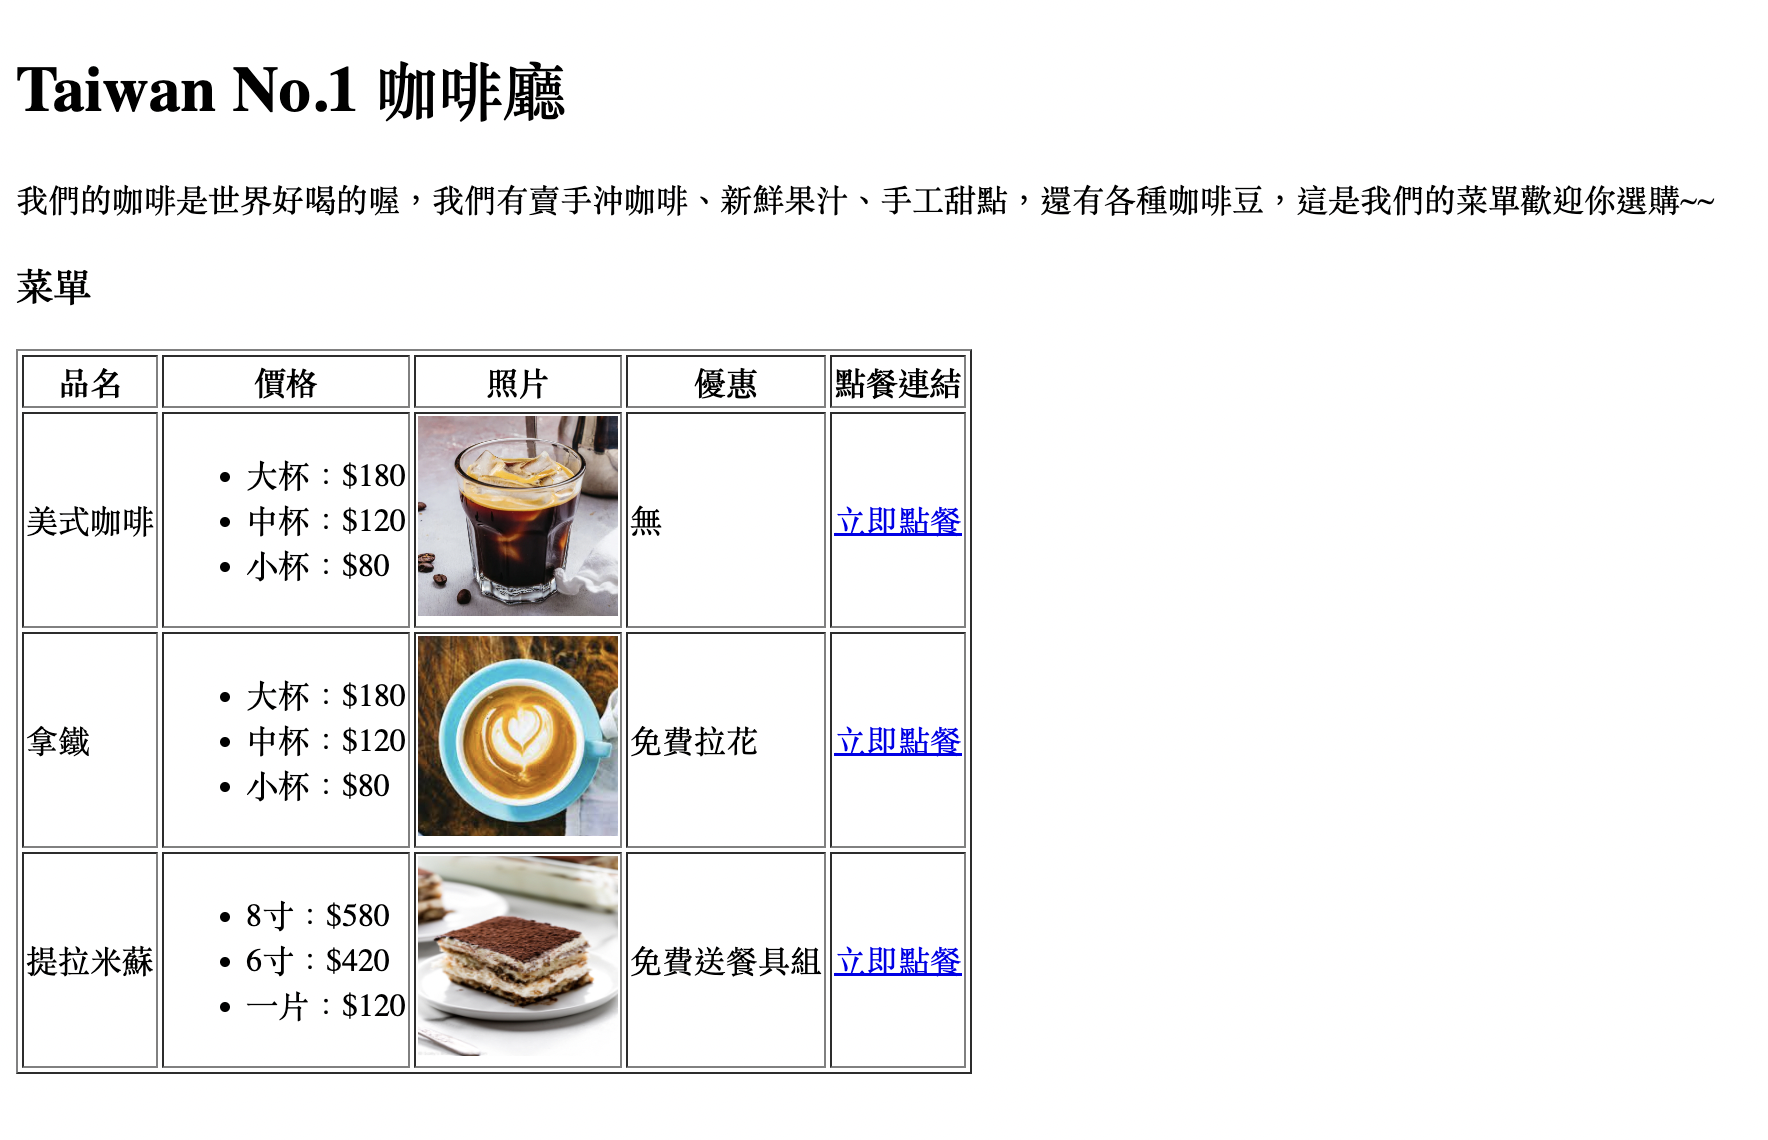 Taiwan No.1 咖啡廳
我們的咖啡是世界好喝的喔，我們有賣手沖咖啡、新鮮果汁、手工甜點，還有各種咖啡豆，這是我們的菜單歡迎你選購~~
菜單
品名 價格 照片 優惠 點餐連結
美式咖啡
• 大杯：$180
• 中杯：$120
• 小杯：$80
無
立即點餐
拿鐵
• 大杯：$180
• 中杯：$120
• 小杯：$80
免費拉花
立即點餐
提拉米蘇
• 8寸：$580
• 6寸：$420
• 一片：$120
免費送餐具組
立即點餐